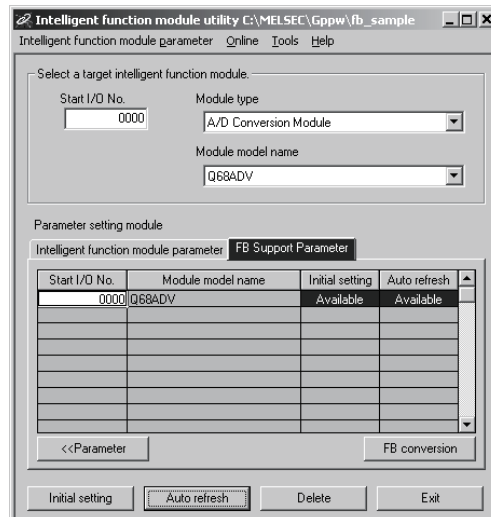 Intelligent function module utility C:\MELSEC\Gppw\fb_sample
Intelligent function module parameter Online Tools Help
Select a target intelligent function module.
Start I/O No. Module type
0000 A/D Conversion Module
Module model name
Q68ADV
Parameter setting module
Intelligent function module parameter FB Support Parameter
Start I/O No. Module model name Initial setting Auto refresh
0000 Q68ADV Available Available
<<Parameter FB conversion
Initial setting Auto refresh Delete Exit